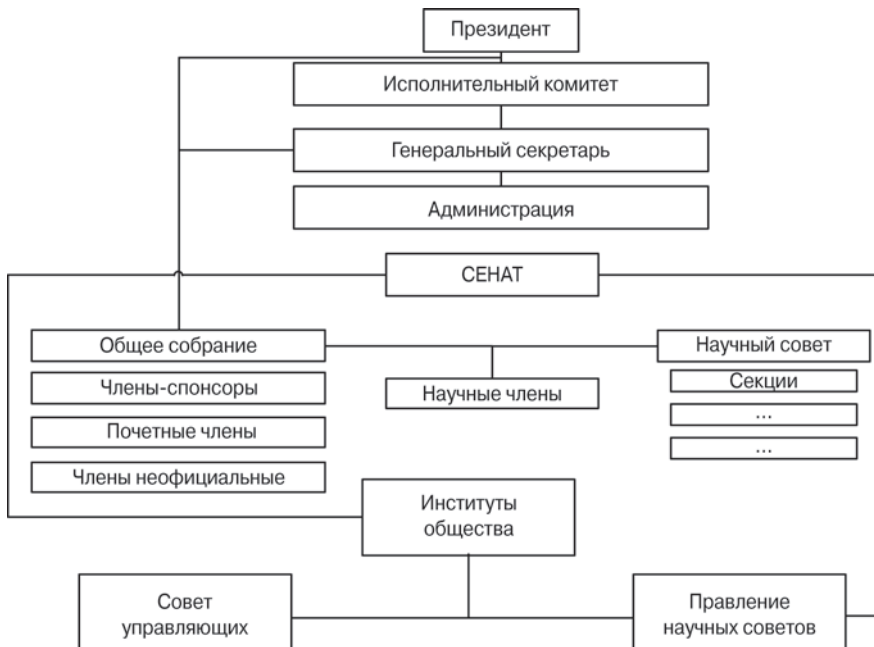 Президент
Исполнительный комитет
Генеральный секретарь
Администрация
СЕНАТ
Общее собрание
Научный совет
Члены-спонсоры
Научные члены
Секции
Почетные члены
...
...
Члены неофициальные
Институты
общества
Совет
управляющих
Правление
научных советов